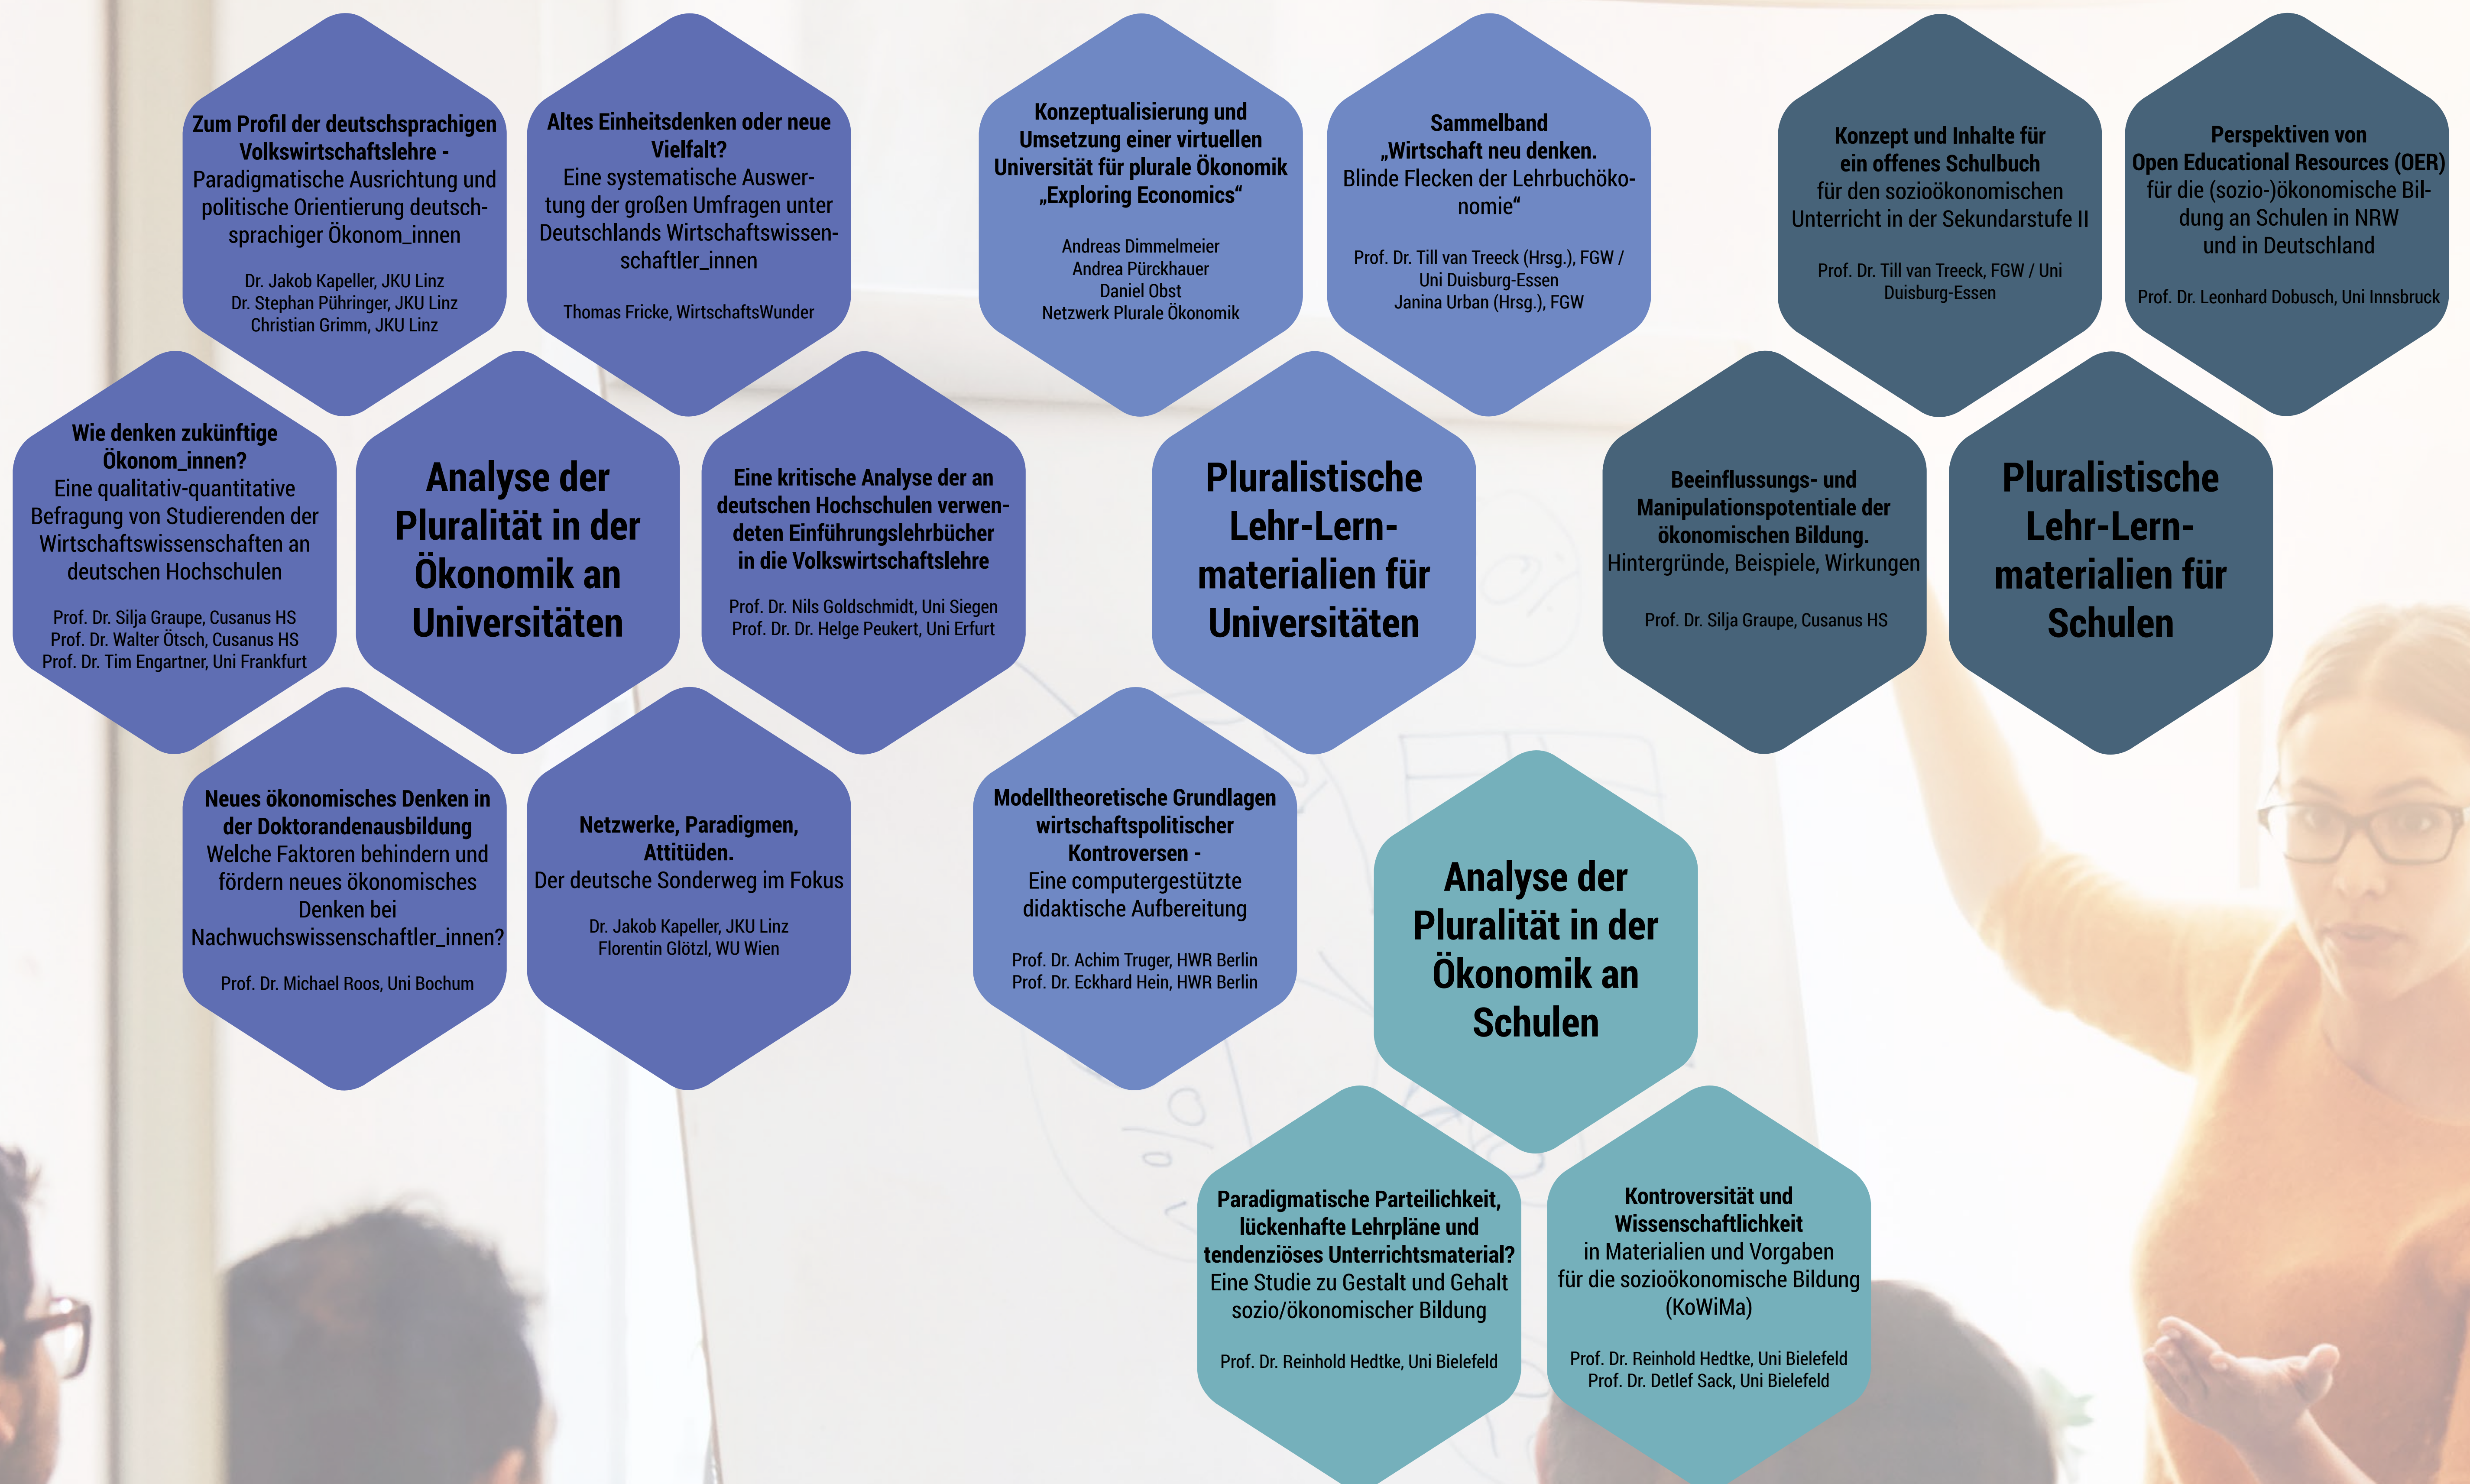 Zum Profil der deutschsprachigen
Volkswirtschaftslehre -
Paradigmatische Ausrichtung und
politische Orientierung deutsch-
sprachiger Ökonom_innen
Dr. Jakob Kapeller, JKU Linz
Dr. Stephan Pühringer, JKU Linz
Christian Grimm, JKU Linz
Altes Einheitsdenken oder neue
Vielfalt?
Eine systematische Auswer-
tung der großen Umfragen unter
Deutschlands Wirtschaftswissen-
schaftler_innen
Thomas Fricke, WirtschaftsWunder
Wie denken zukünftige
Ökonom_innen?
Eine qualitativ-quantitative
Befragung von Studierenden der
Wirtschaftswissenschaften an
deutschen Hochschulen
Prof. Dr. Silja Graupe, Cusanus HS
Prof. Dr. Walter Ötsch, Cusanus HS
Prof. Dr. Tim Engartner, Uni Frankfurt
Analyse der
Pluralität in der
Ökonomik an
Universitäten
Eine kritische Analyse der an
deutschen Hochschulen verwen-
deten Einführungslehrbücher
in die Volkswirtschaftslehre
Prof. Dr. Nils Goldschmidt, Uni Siegen
Prof. Dr. Dr. Helge Peukert, Uni Erfurt
Neues ökonomisches Denken in
der Doktorandenausbildung
Welche Faktoren behindern und
fördern neues ökonomisches
Denken bei
Nachwuchswissenschaftler_innen?
Prof. Dr. Michael Roos, Uni Bochum
Netzwerke, Paradigmen,
Attitüden.
Der deutsche Sonderweg im Fokus
Dr. Jakob Kapeller, JKU Linz
Florentin Glötzl, WU Wien
Konzeptualisierung und
Umsetzung einer virtuellen
Universität für plurale Ökonomik
„Exploring Economics“
Andreas Dimmelmeier
Andrea Pürckhauer
Daniel Obst
Netzwerk Plurale Ökonomik
Sammelband
„Wirtschaft neu denken.
Blinde Flecken der Lehrbuchöko-
nomie“
Prof. Dr. Till van Treeck (Hrsg.), FGW /
Uni Duisburg-Essen
Janina Urban (Hrsg.), FGW
Pluralistische
Lehr-Lern-
materialien für
Universitäten
Modelltheoretische Grundlagen
wirtschaftspolitischer
Kontroversen -
Eine computergestützte
didaktische Aufbereitung
Prof. Dr. Achim Truger, HWR Berlin
Prof. Dr. Eckhard Hein, HWR Berlin
Konzept und Inhalte für
ein offenes Schulbuch
für den sozioökonomischen
Unterricht in der Sekundarstufe II
Prof. Dr. Till van Treeck, FGW / Uni
Duisburg-Essen
Perspektiven von
Open Educational Resources (OER)
für die (sozio-)ökonomische Bil-
dung an Schulen in NRW
und in Deutschland
Prof. Dr. Leonhard Dobusch, Uni Innsbruck
Beeinflussungs- und
Manipulationspotentiale der
ökonomischen Bildung.
Hintergründe, Beispiele, Wirkungen
Prof. Dr. Silja Graupe, Cusanus HS
Pluralistische
Lehr-Lern-
materialien für
Schulen
Analyse der
Pluralität in der
Ökonomik an
Schulen
Paradigmatische Parteilichkeit,
lückenhafte Lehrpläne und
tendenziöses Unterrichtsmaterial?
Eine Studie zu Gestalt und Gehalt
sozio/ökonomischer Bildung
Prof. Dr. Reinhold Hedtke, Uni Bielefeld
Kontroversität und
Wissenschaftlichkeit
in Materialien und Vorgaben
für die sozioökonomische Bildung
(KoWiMa)
Prof. Dr. Reinhold Hedtke, Uni Bielefeld
Prof. Dr. Detlef Sack, Uni Bielefeld